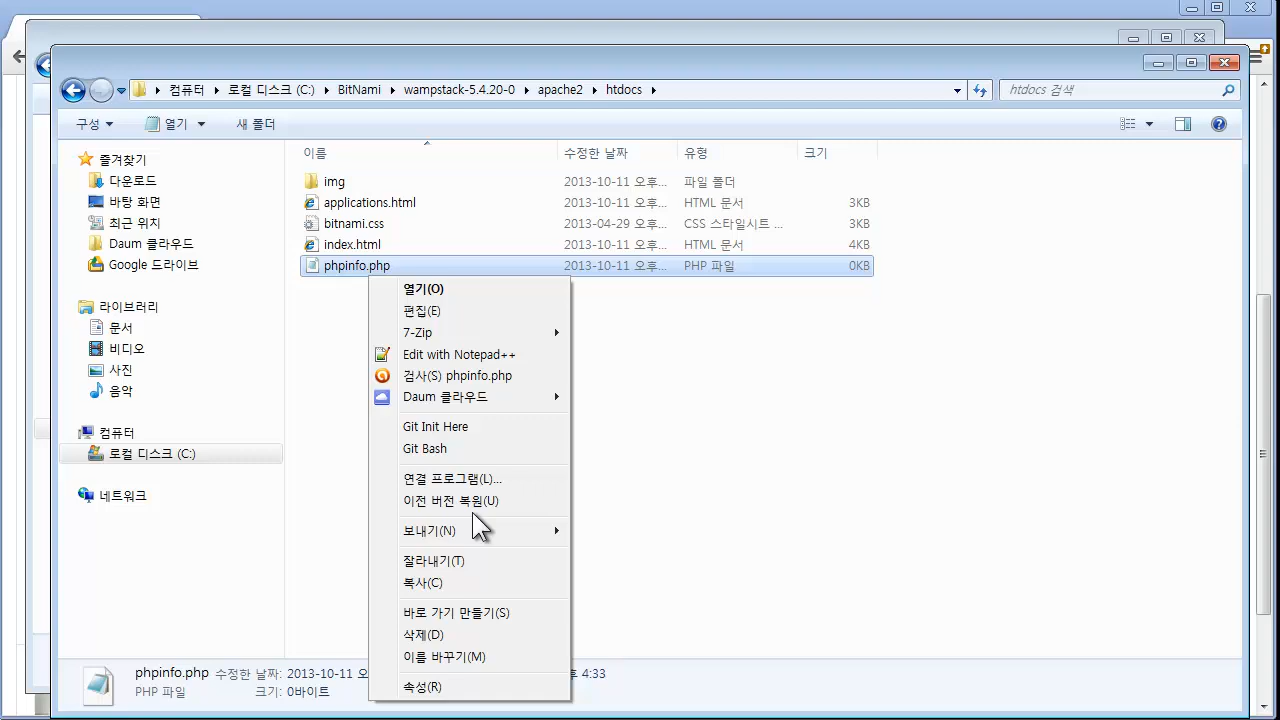 컴퓨터 로컬 디스크 (C:) BitNami wampstack-5.4.20-0 apache2 htdocs
htdocs 검색
구성 열기 새 폴더
즐겨찾기
다운로드
바탕 화면
최근 위치
Daum 클라우드
Google 드라이브
라이브러리
문서
비디오
사진
음악
컴퓨터
로컬 디스크 (C:)
네트워크
이름 수정한 날짜 유형 크기
img 2013-10-11 오후... 파일 폴더
applications.html 2013-10-11 오후... HTML 문서 3KB
bitnami.css 2013-04-29 오후... CSS 스타일시트 ... 3KB
index.html 2013-10-11 오후... HTML 문서 4KB
phpinfo.php 2013-10-11 오후... PHP 파일 0KB
열기(O)
편집(E)
7-Zip
Edit with Notepad++
검사(S) phpinfo.php
Daum 클라우드
Git Init Here
Git Bash
연결 프로그램(L)...
이전 버전 복원(U)
보내기(N)
잘라내기(T)
복사(C)
바로 가기 만들기(S)
삭제(D)
이름 바꾸기(M)
속성(R)
phpinfo.php 수정한 날짜: 2013-10-11 오 후 4:33
PHP 파일 크기: 0바이트